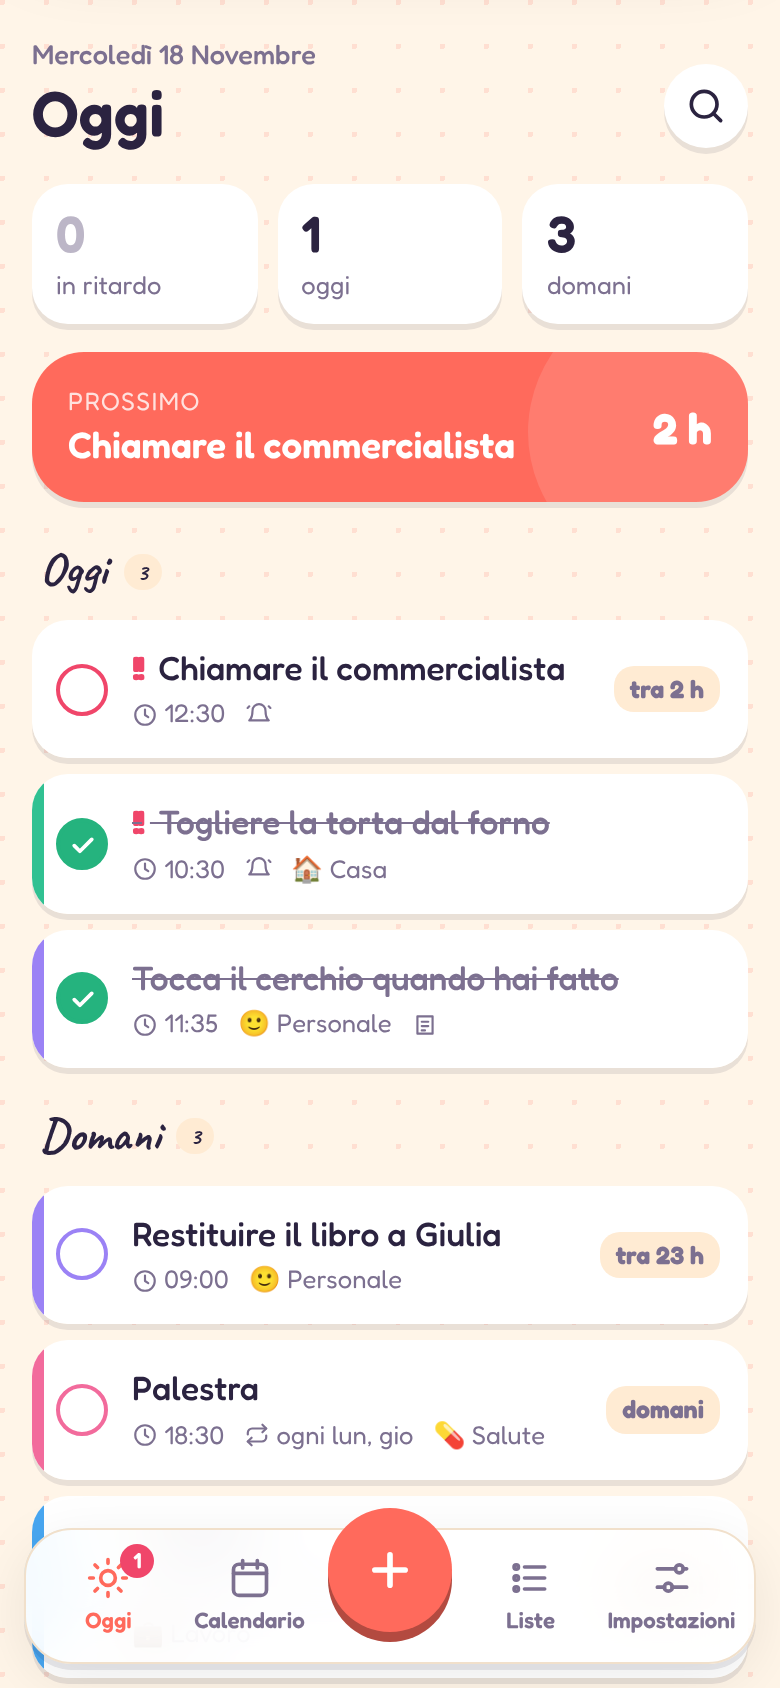 Mercoledì 18 Novembre
Oggi
0
in ritardo
1
oggi
3
domani
PROSSIMO
Chiamare il commercialista
2 h
Oggi 3
Chiamare il commercialista
12:30
tra 2 h
Togliere la torta dal forno
10:30 Casa
Tocca il cerchio quando hai fatto
11:35 Personale
Domani 3
Restituire il libro a Giulia
09:00 Personale
tra 23 h
Palestra
18:30 ogni lun, gio Salute
domani
1
Oggi
Calendario
Liste
Impostazioni